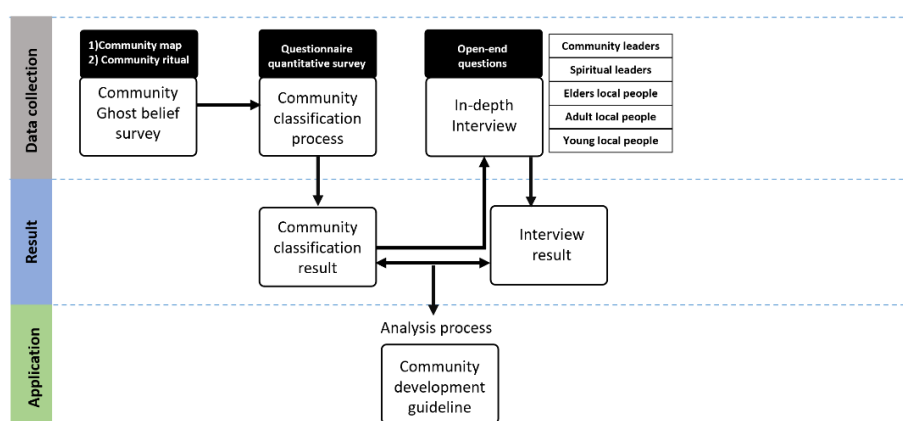 Data collection
1)Community map
2) Community ritual
Community
Ghost belief
survey
Questionnaire
quantitative survey
Community
classification
process
Open-end
questions
In-depth
Interview
Community leaders
Spiritual leaders
Elders local people
Adult local people
Young local people
Result
Community
classification
result
Interview
result
Application
Analysis process
Community
development
guideline